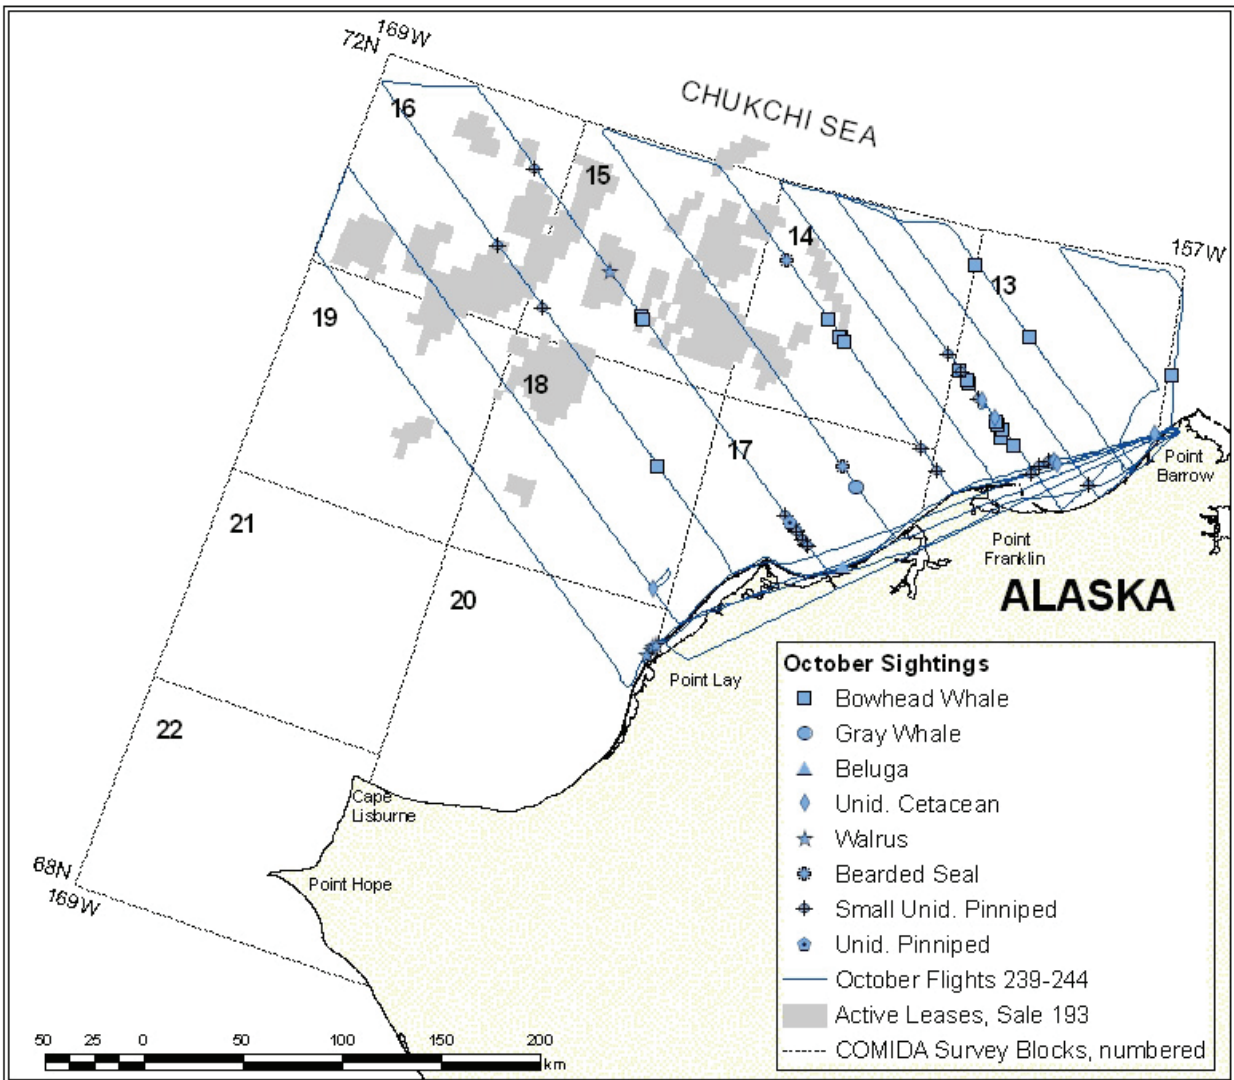 169W
72N
CHUKCHI SEA
16
15
14
157W
13
19
18
17
Point
Barrow
21
Point
Franklin
20
ALASKA
Point Lay
22
Cape
Lisburne
68N
169W
Point Hope
October Sightings
Bowhead Whale
Gray Whale
Beluga
Unid. Cetacean
Walrus
Bearded Seal
Small Unid. Pinniped
Unid. Pinniped
October Flights 239-244
Active Leases, Sale 193
COMIDA Survey Blocks, numbered
50 25 0 50 100 150 200
km